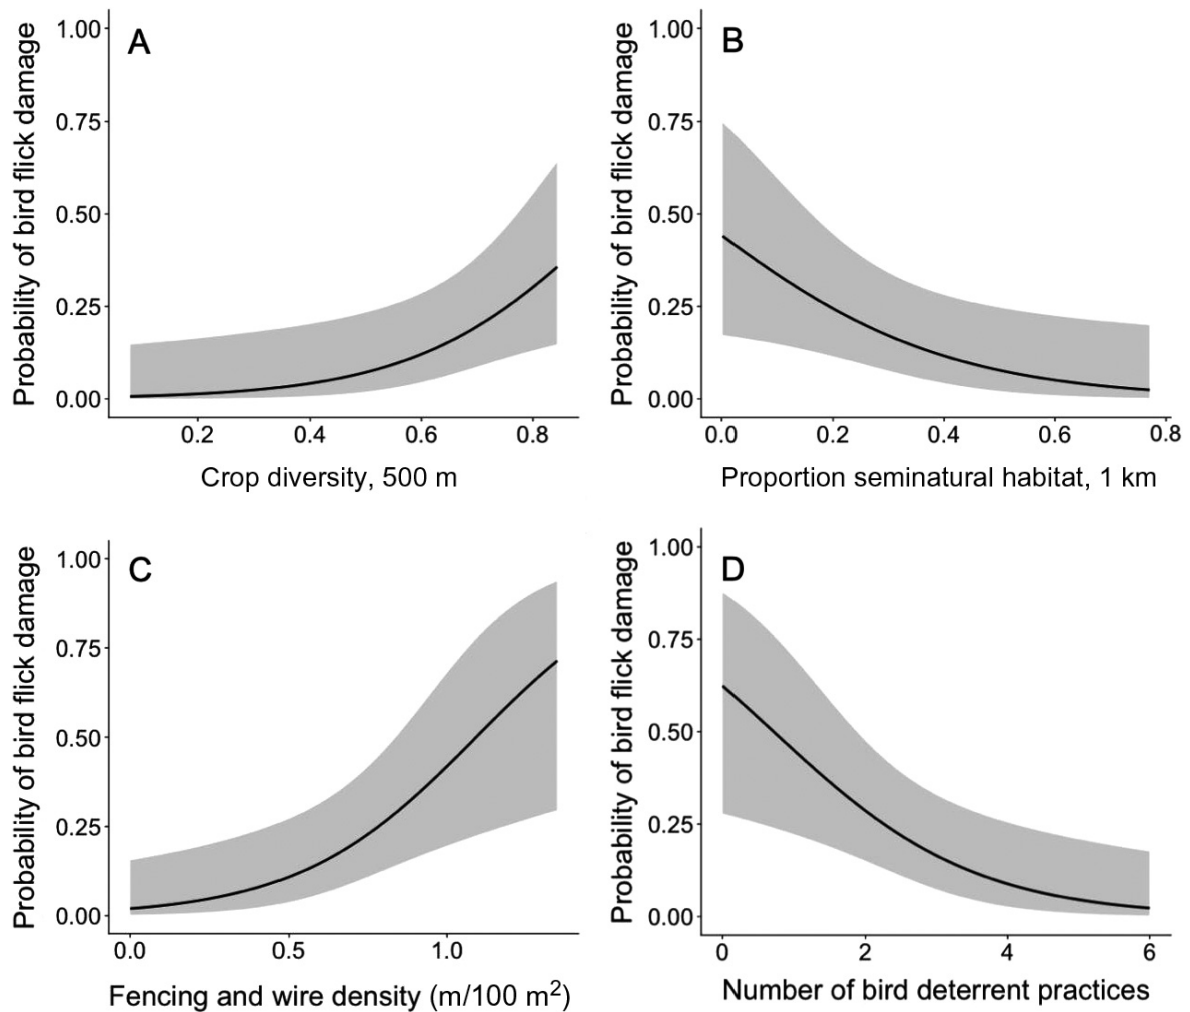 A
Probability of bird flick damage
1.00
0.75
0.50
0.25
0.00
0.2 0.4 0.6 0.8
Crop diversity, 500 m
B
Probability of bird flick damage
1.00
0.75
0.50
0.25
0.00
0.0 0.2 0.4 0.6 0.8
Proportion seminatural habitat, 1 km
C
Probability of bird flick damage
1.00
0.75
0.50
0.25
0.00
0.0 0.5 1.0
Fencing and wire density (m/100 m²)
D
Probability of bird flick damage
1.00
0.75
0.50
0.25
0.00
0 2 4 6
Number of bird deterrent practices